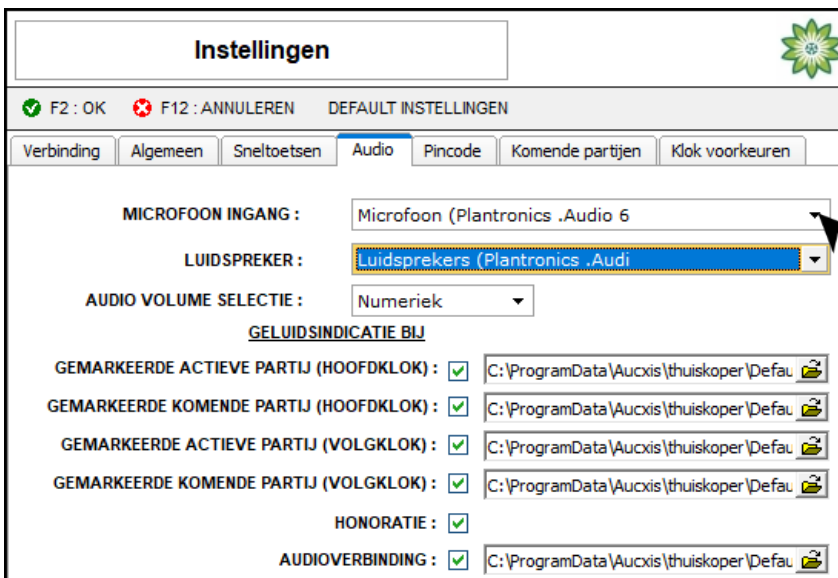 Instellingen
F2 : OK F12 : ANNULEREN DEFAULT INSTELLINGEN
Verbinding Algemeen Sneltoetsen Audio Pincode Komende partijen Klok voorkeuren
MICROFOON INGANG : Microfoon (Plantronics .Audio 6
LUIDSPREKER : Luidsprekers (Plantronics .Audi
AUDIO VOLUME SELECTIE : Numeriek
GELUIDSINDICATIE BIJ
GEMARKEERDE ACTIEVE PARTIJ (HOOFDKLOK) : C:\ProgramData\Aucxis\thuiskoper\Defau
GEMARKEERDE KOMENDE PARTIJ (HOOFDKLOK) : C:\ProgramData\Aucxis\thuiskoper\Defau
GEMARKEERDE ACTIEVE PARTIJ (VOLGKLOK) : C:\ProgramData\Aucxis\thuiskoper\Defau
GEMARKEERDE KOMENDE PARTIJ (VOLGKLOK) : C:\ProgramData\Aucxis\thuiskoper\Defau
HONORATIE :
AUDIOVERBINDING : C:\ProgramData\Aucxis\thuiskoper\Defau